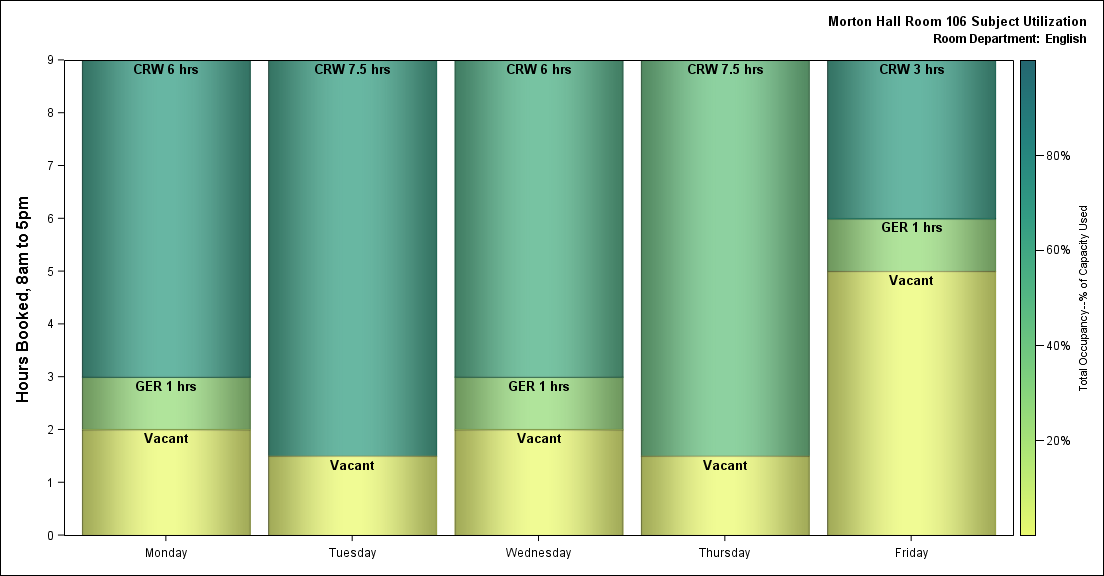 Morton Hall Room 106 Subject Utilization
Room Department: English
Hours Booked, 8am to 5pm
9
8
7
6
5
4
3
2
1
0
CRW 6 hrs
GER 1 hrs
Vacant
CRW 7.5 hrs
Vacant
CRW 6 hrs
GER 1 hrs
Vacant
CRW 7.5 hrs
Vacant
CRW 3 hrs
GER 1 hrs
Vacant
Monday
Tuesday
Wednesday
Thursday
Friday
80%
60%
40%
20%
Total Occupancy--% of Capacity Used